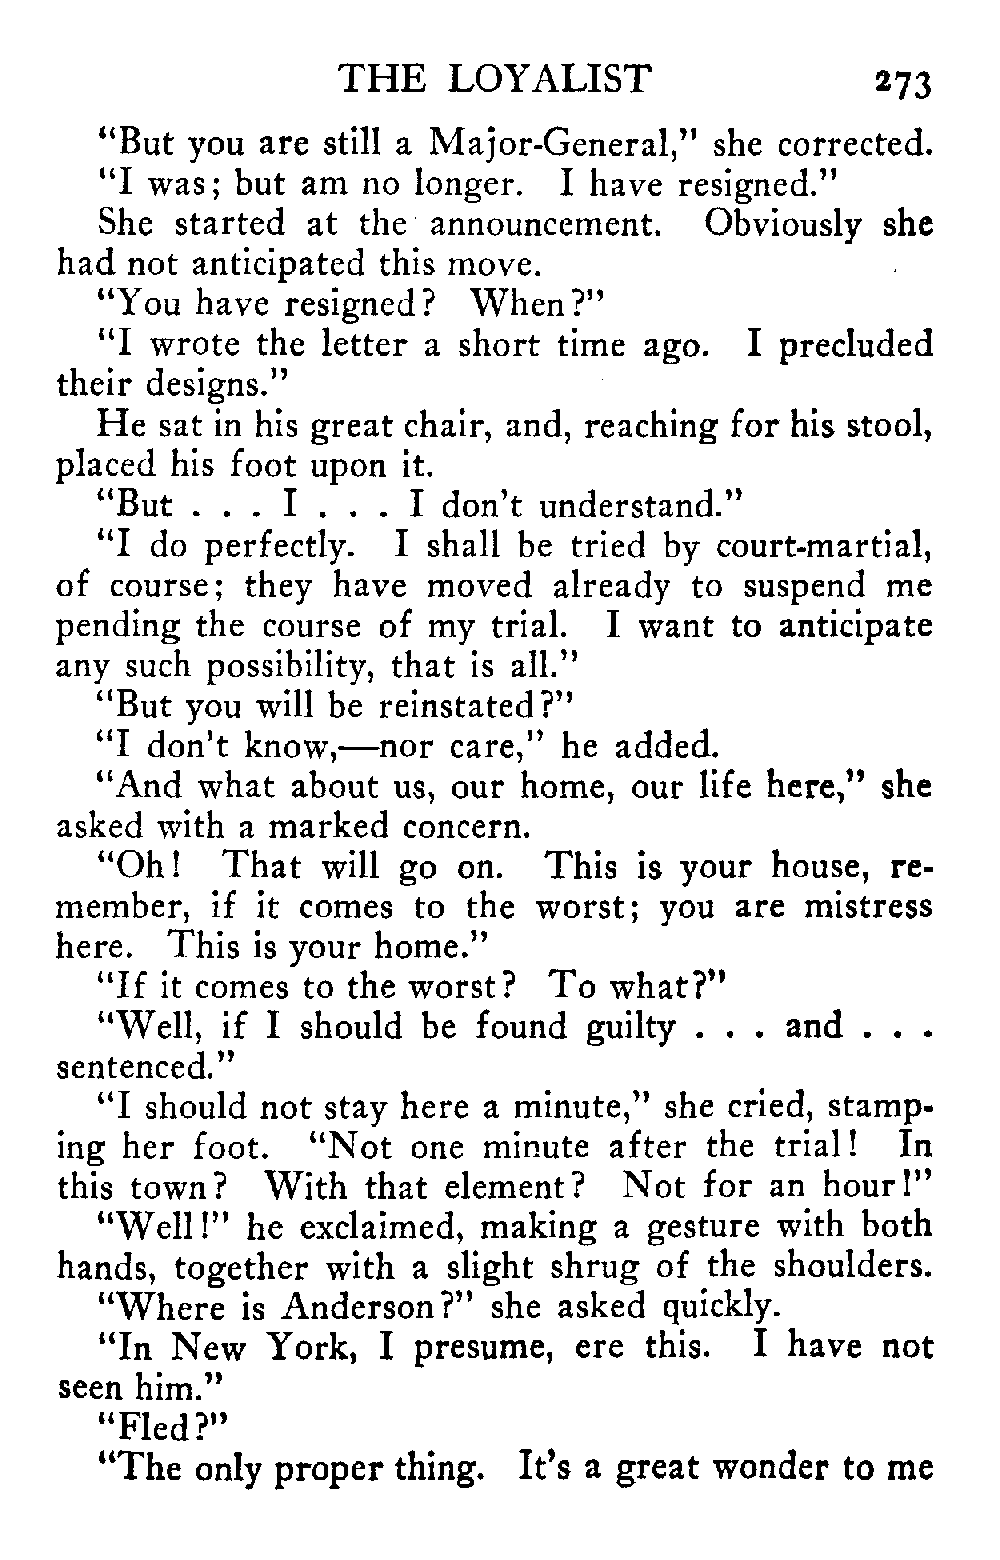 THE LOYALIST 273
"But you are still a Major-General," she corrected.
"I was; but am no longer. I have resigned."
She started at the announcement. Obviously she
had not anticipated this move.
"You have resigned? When?"
"I wrote the letter a short time ago. I precluded
their designs."
He sat in his great chair, and, reaching for his stool,
placed his foot upon it.
"But . . . I . . . I don't understand."
"I do perfectly. I shall be tried by court-martial,
of course; they have moved already to suspend me
pending the course of my trial. I want to anticipate
any such possibility, that is all."
"But you will be reinstated?"
"I don't know,—nor care," he added.
"And what about us, our home, our life here," she
asked with a marked concern.
"Oh! That will go on. This is your house, re-
member, if it comes to the worst; you are mistress
here. This is your home."
"If it comes to the worst? To what?"
"Well, if I should be found guilty . . . and . . .
sentenced."
"I should not stay here a minute," she cried, stamp-
ing her foot. "Not one minute after the trial! In
this town? With that element? Not for an hour!"
"Well!" he exclaimed, making a gesture with both
hands, together with a slight shrug of the shoulders.
"Where is Anderson?" she asked quickly.
"In New York, I presume, ere this. I have not
seen him."
"Fled?"
"The only proper thing. It's a great wonder to me